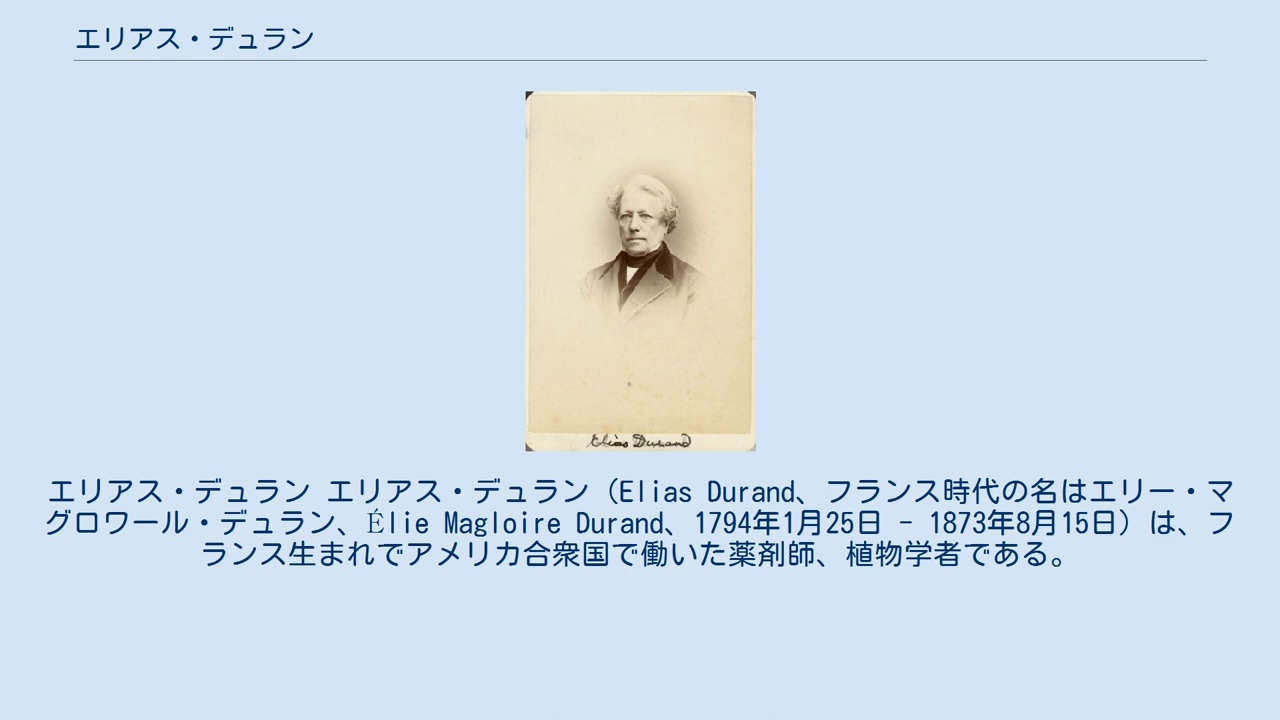 エリアス・デュラン
Elias Durand
エリアス・デュラン エリアス・デュラン（Elias Durand、フランス時代の名はエリー・マ
グロワール・デュラン、Élie Magloire Durand、1794年1月25日 - 1873年8月15日）は、フ
ランス生まれでアメリカ合衆国で働いた薬剤師、植物学者である。